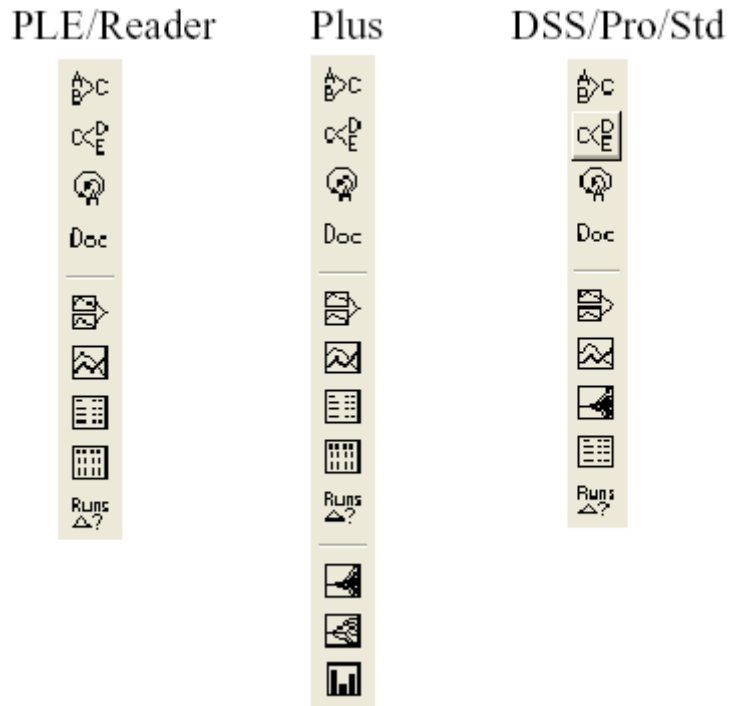 PLE/Reader Plus DSS/Pro/Std
A B>C A B>C A B>C
C<D E C<D E C<D E
A A A
Doc Doc Doc
Runs Runs Runs
△? △? △?